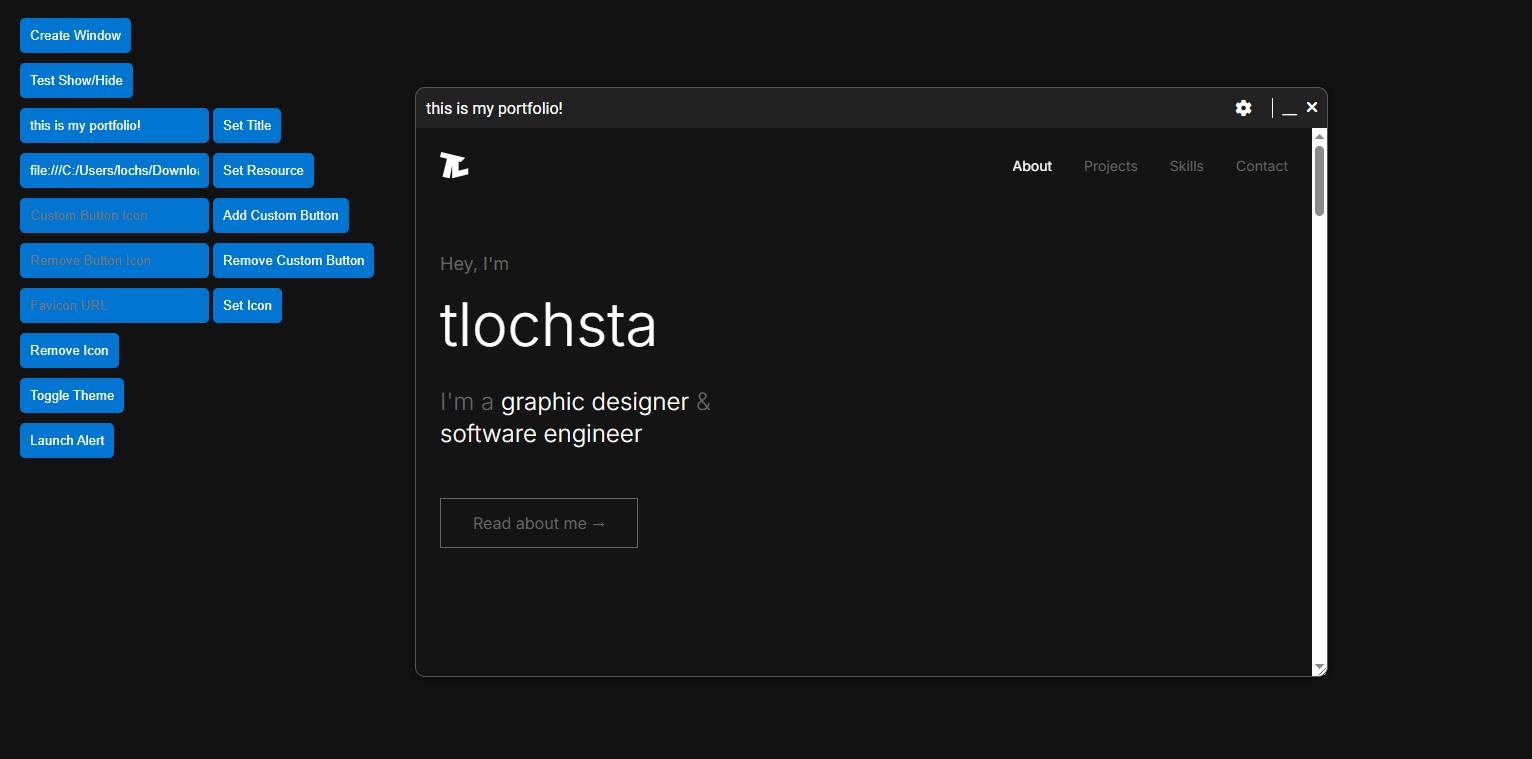 Create Window
Test Show/Hide
this is my portfolio! Set Title
file:///C:/Users/lochs/Downloa Set Resource
Custom Button Icon Add Custom Button
Remove Button Icon Remove Custom Button
Favicon URL Set Icon
Remove Icon
Toggle Theme
Launch Alert
this is my portfolio!
TL
About Projects Skills Contact
Hey, I'm
tlochsta
I'm a graphic designer &
software engineer
Read about me →